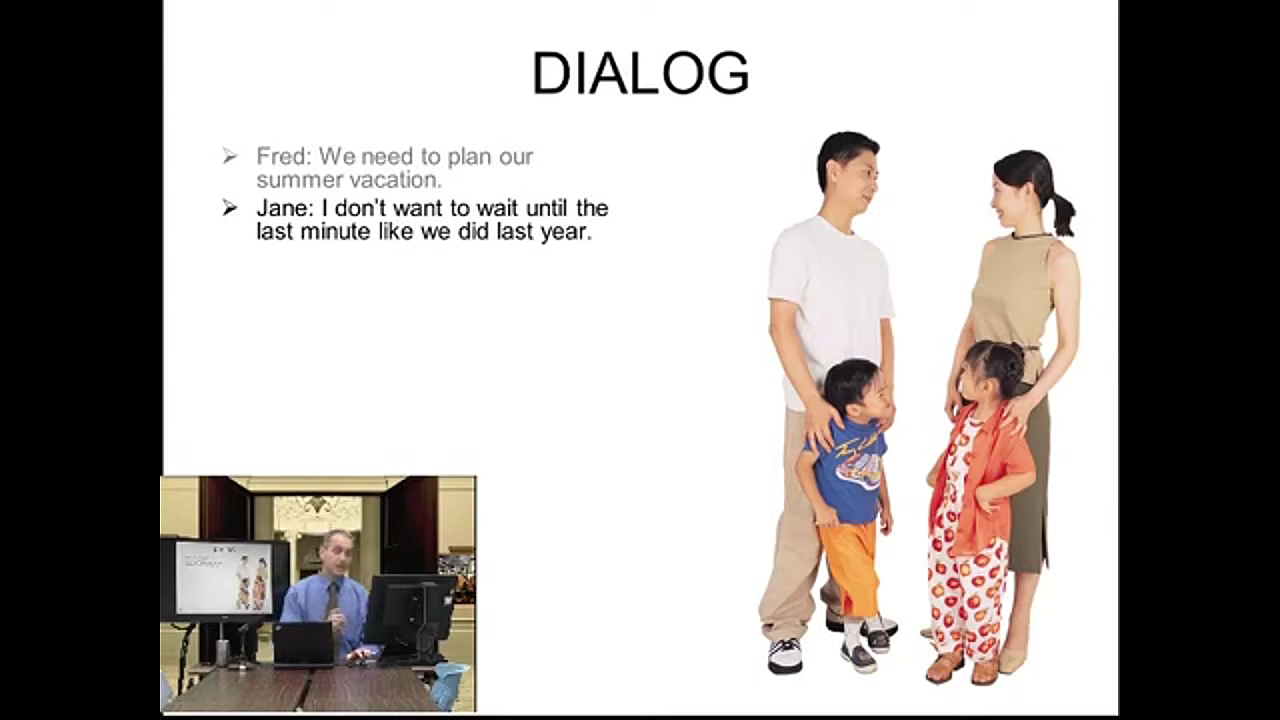 DIALOG
➢ Fred: We need to plan our
summer vacation.
➢ Jane: I don't want to wait until the
last minute like we did last year.